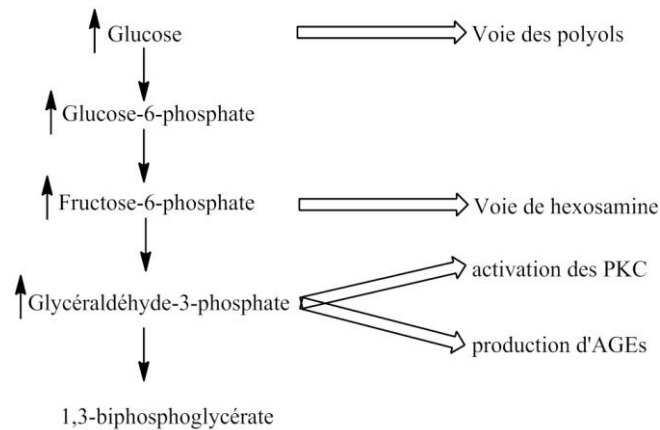 Glucose
Voie des polyols
Glucose-6-phosphate
Fructose-6-phosphate
Voie de hexosamine
activation des PKC
Glycéraldéhyde-3-phosphate
production d'AGEs
1,3-biphosphoglycérate